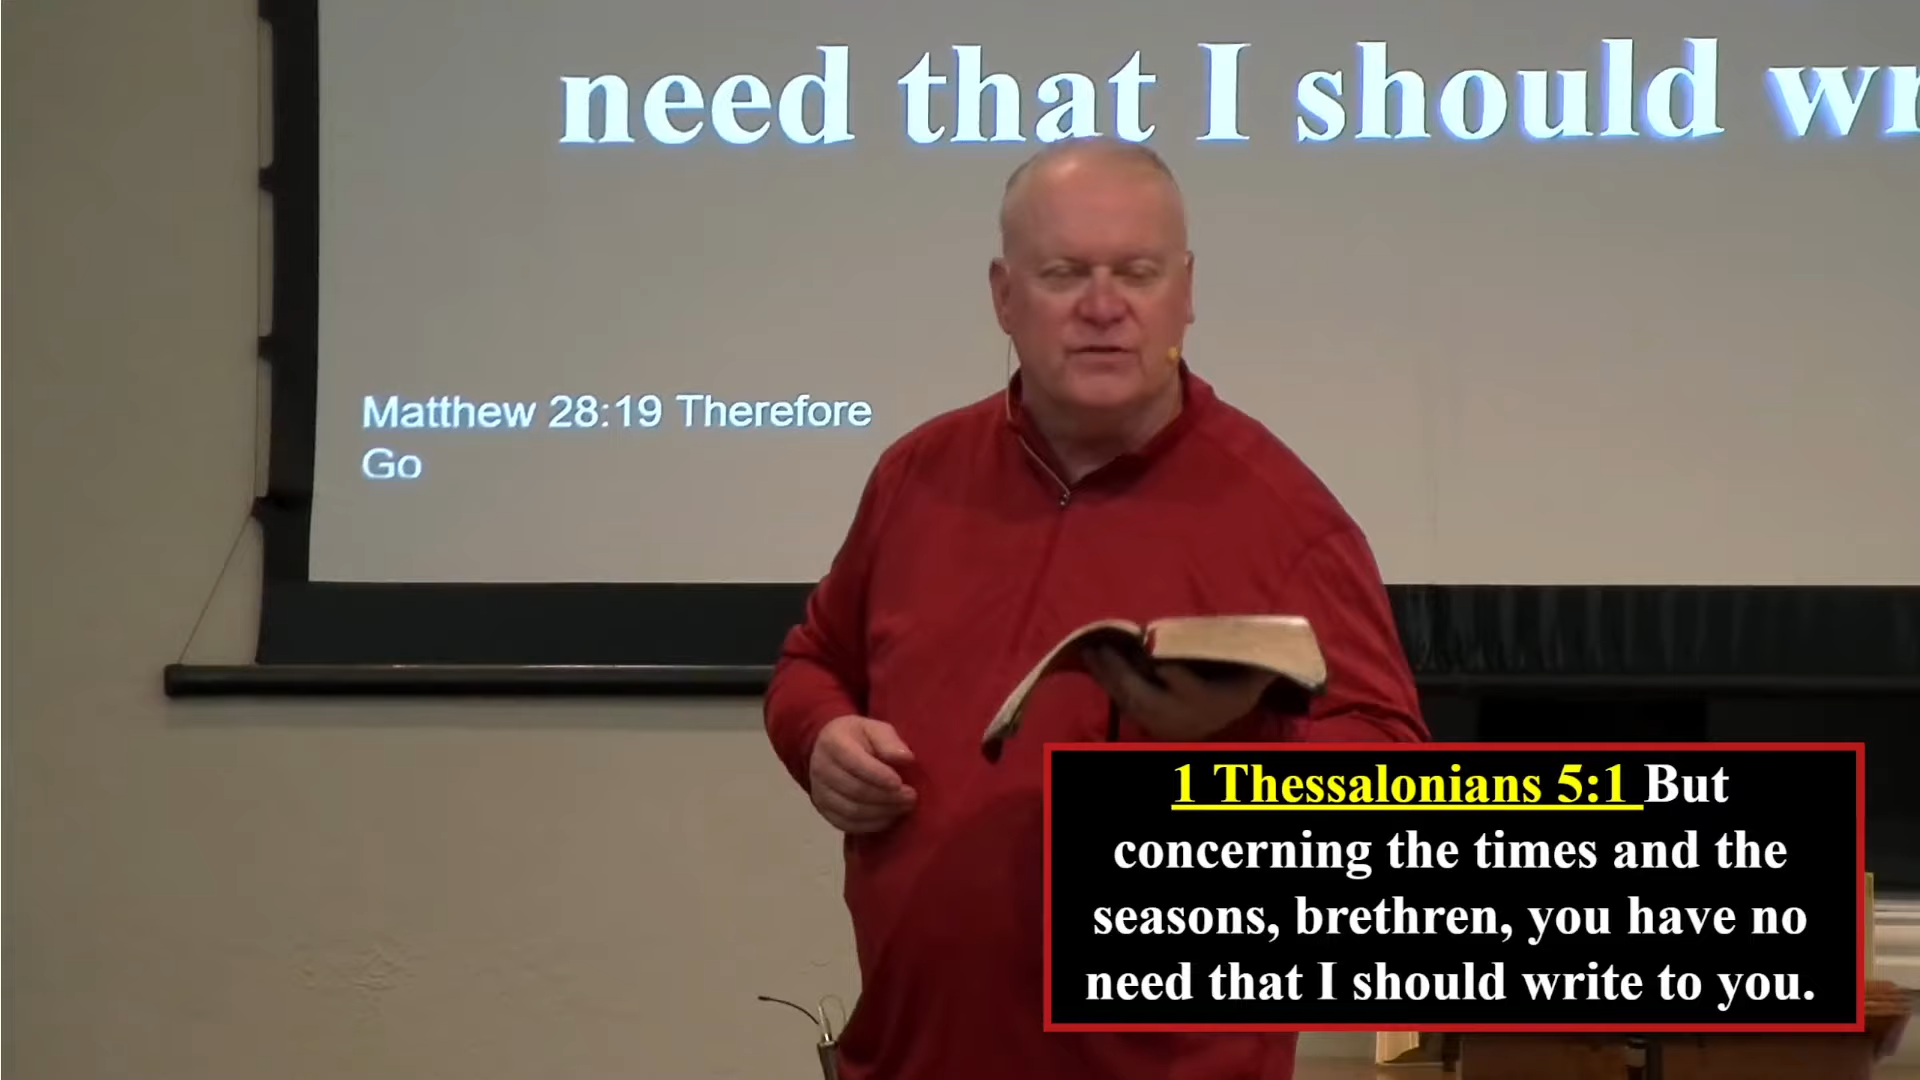 need that I should wr
Matthew 28:19 Therefore
Go
1 Thessalonians 5:1 But
concerning the times and the
seasons, brethren, you have no
need that I should write to you.